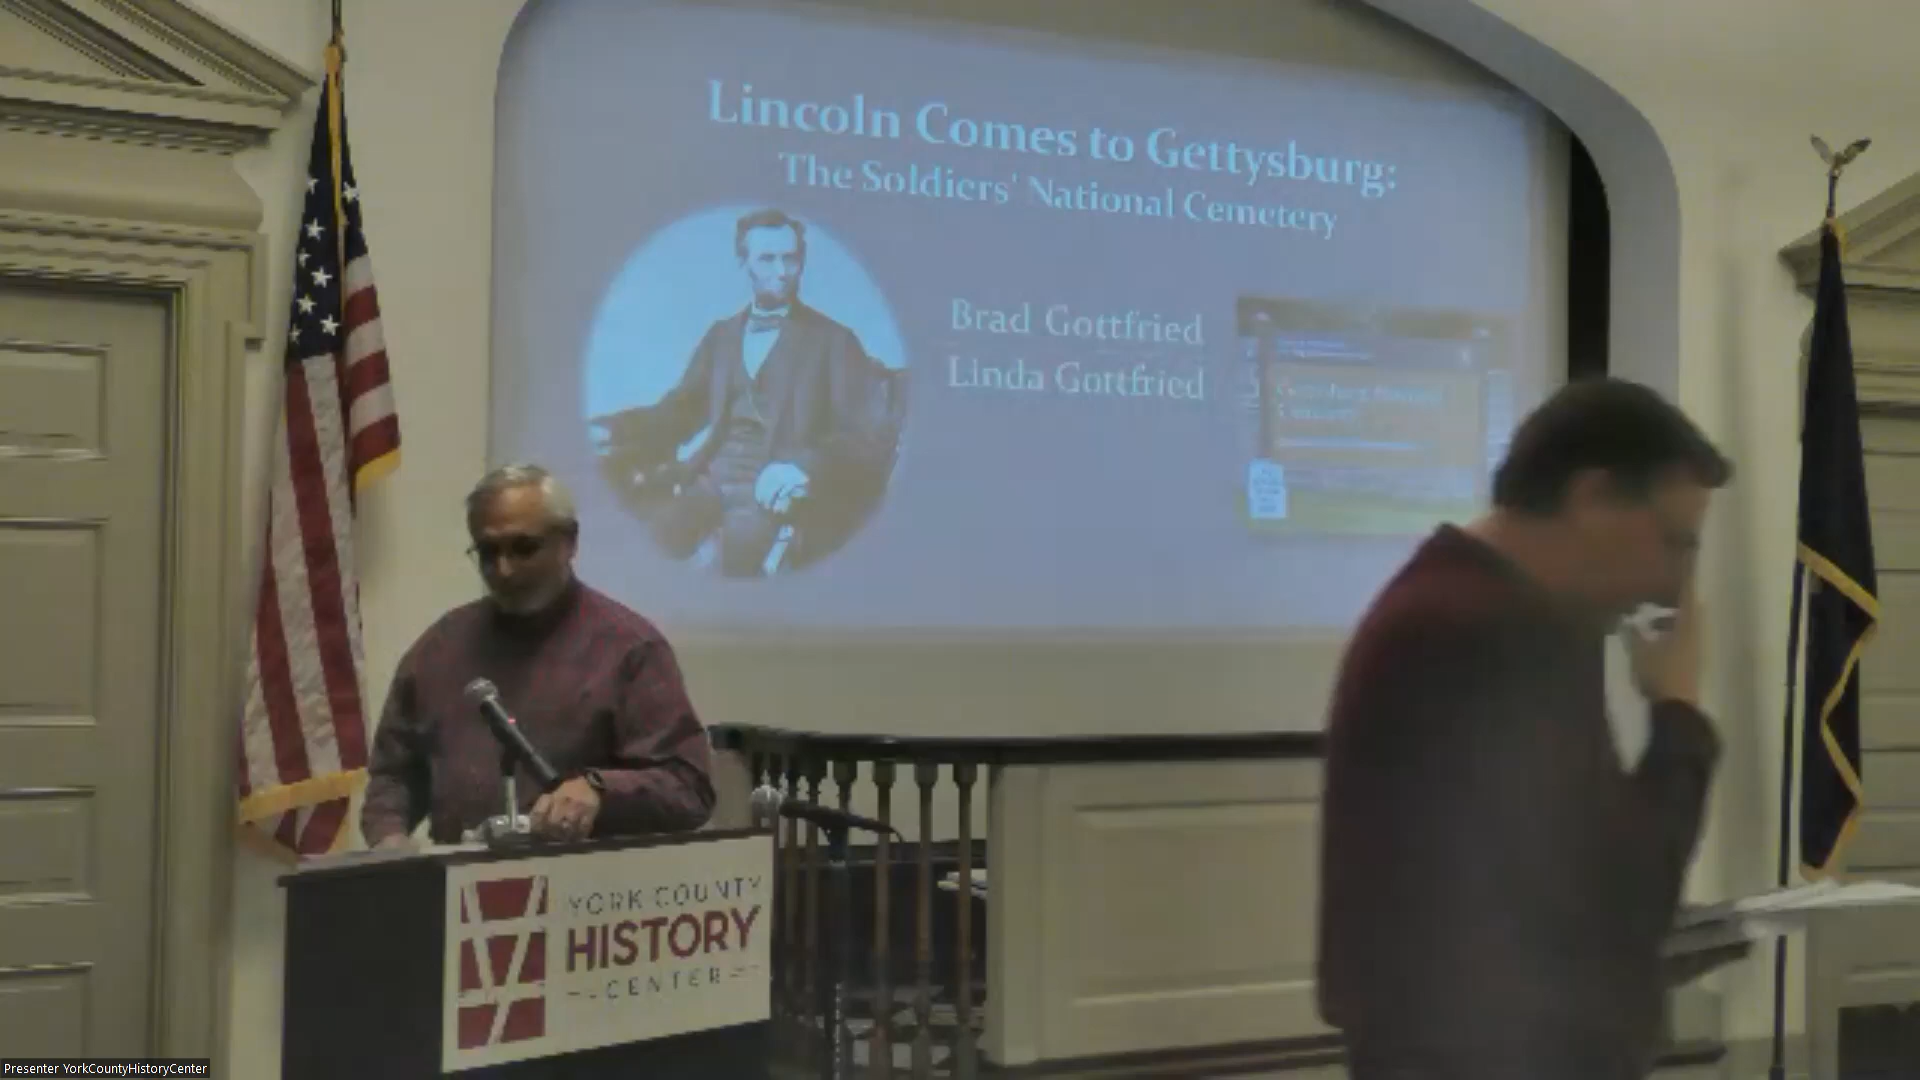 Lincoln Comes to Gettysburg:
The Soldiers' National Cemetery
Brad Gottfried
Linda Gottfried
YORK COUNTY
HISTORY
CENTER
Presenter YorkCountyHistoryCenter